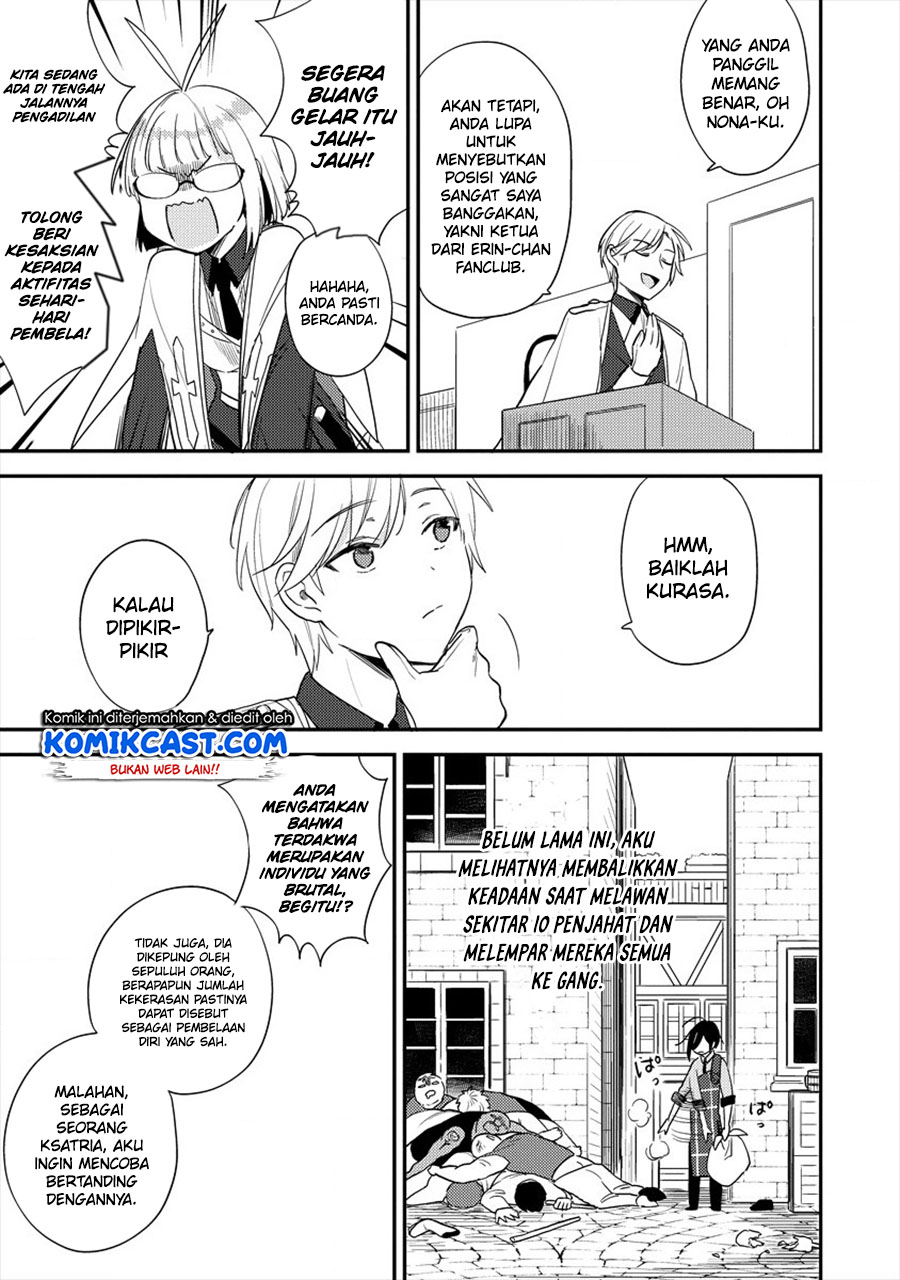 YANG ANDA
PANGGIL
MEMANG
BENAR, OH
NONA-KU.
AKAN TETAPI,
ANDA LUPA
UNTUK
MENYEBUTKAN
POSISI YANG
SANGAT SAYA
BANGGAKAN,
YAKNI KETUA
DARI ERIN-CHAN
FANCLUB.
SEGERA
BUANG
GELAR ITU
JAUH-
JAUH!
KITA SEDANG
ADA DI TENGAH
JALANNYA
PENGADILAN
TOLONG
BERI
KESAKSIAN
KEPADA
AKTIFITAS
SEHARI-
HARI
PEMBELA!
HAHAHA,
ANDA PASTI
BERCANDA.
HMM,
BAIKLAH
KURASA.
KALAU
DIPIKIR-
PIKIR
Komik ini diterjemahkan & diedit oleh
KOMIKCAST.COM
BUKAN WEB LAIN!!
BELUM LAMA INI, AKU
MELIHATNYA MEMBALIKKAN
KEADAAN SAAT MELAWAN
SEKITAR 10 PENJAHAT DAN
MELEMPAR MEREKA SEMUA
KE GANG.
ぱっ
ぱっ
ANDA
MENGATAKAN
BAHWA
TERDAKWA
MERUPAKAN
INDIVIDU YANG
BRUTAL,
BEGITU!?
TIDAK JUGA, DIA
DIKEPUNG OLEH
SEPULUH ORANG,
BERAPAPUN JUMLAH
KEKERASAN PASTINYA
DAPAT DISEBUT
SEBAGAI PEMBELAAN
DIRI YANG SAH.
MALAHAN,
SEBAGAI
SEORANG
KSATRIA, AKU
INGIN MENCOBA
BERTANDING
DENGANNYA.